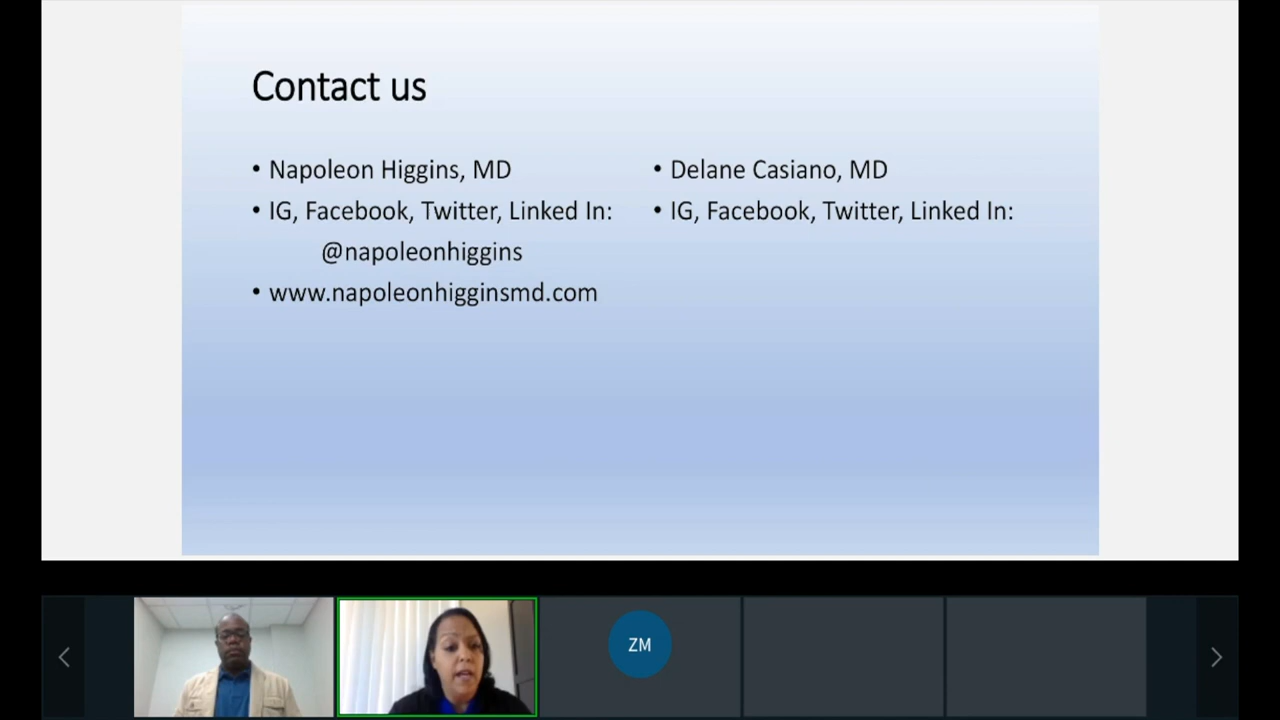 Contact us
• Napoleon Higgins, MD
• IG, Facebook, Twitter, Linked In:
@napoleonhiggins
• www.napoleonhigginsmd.com
• Delane Casiano, MD
• IG, Facebook, Twitter, Linked In:
ZM